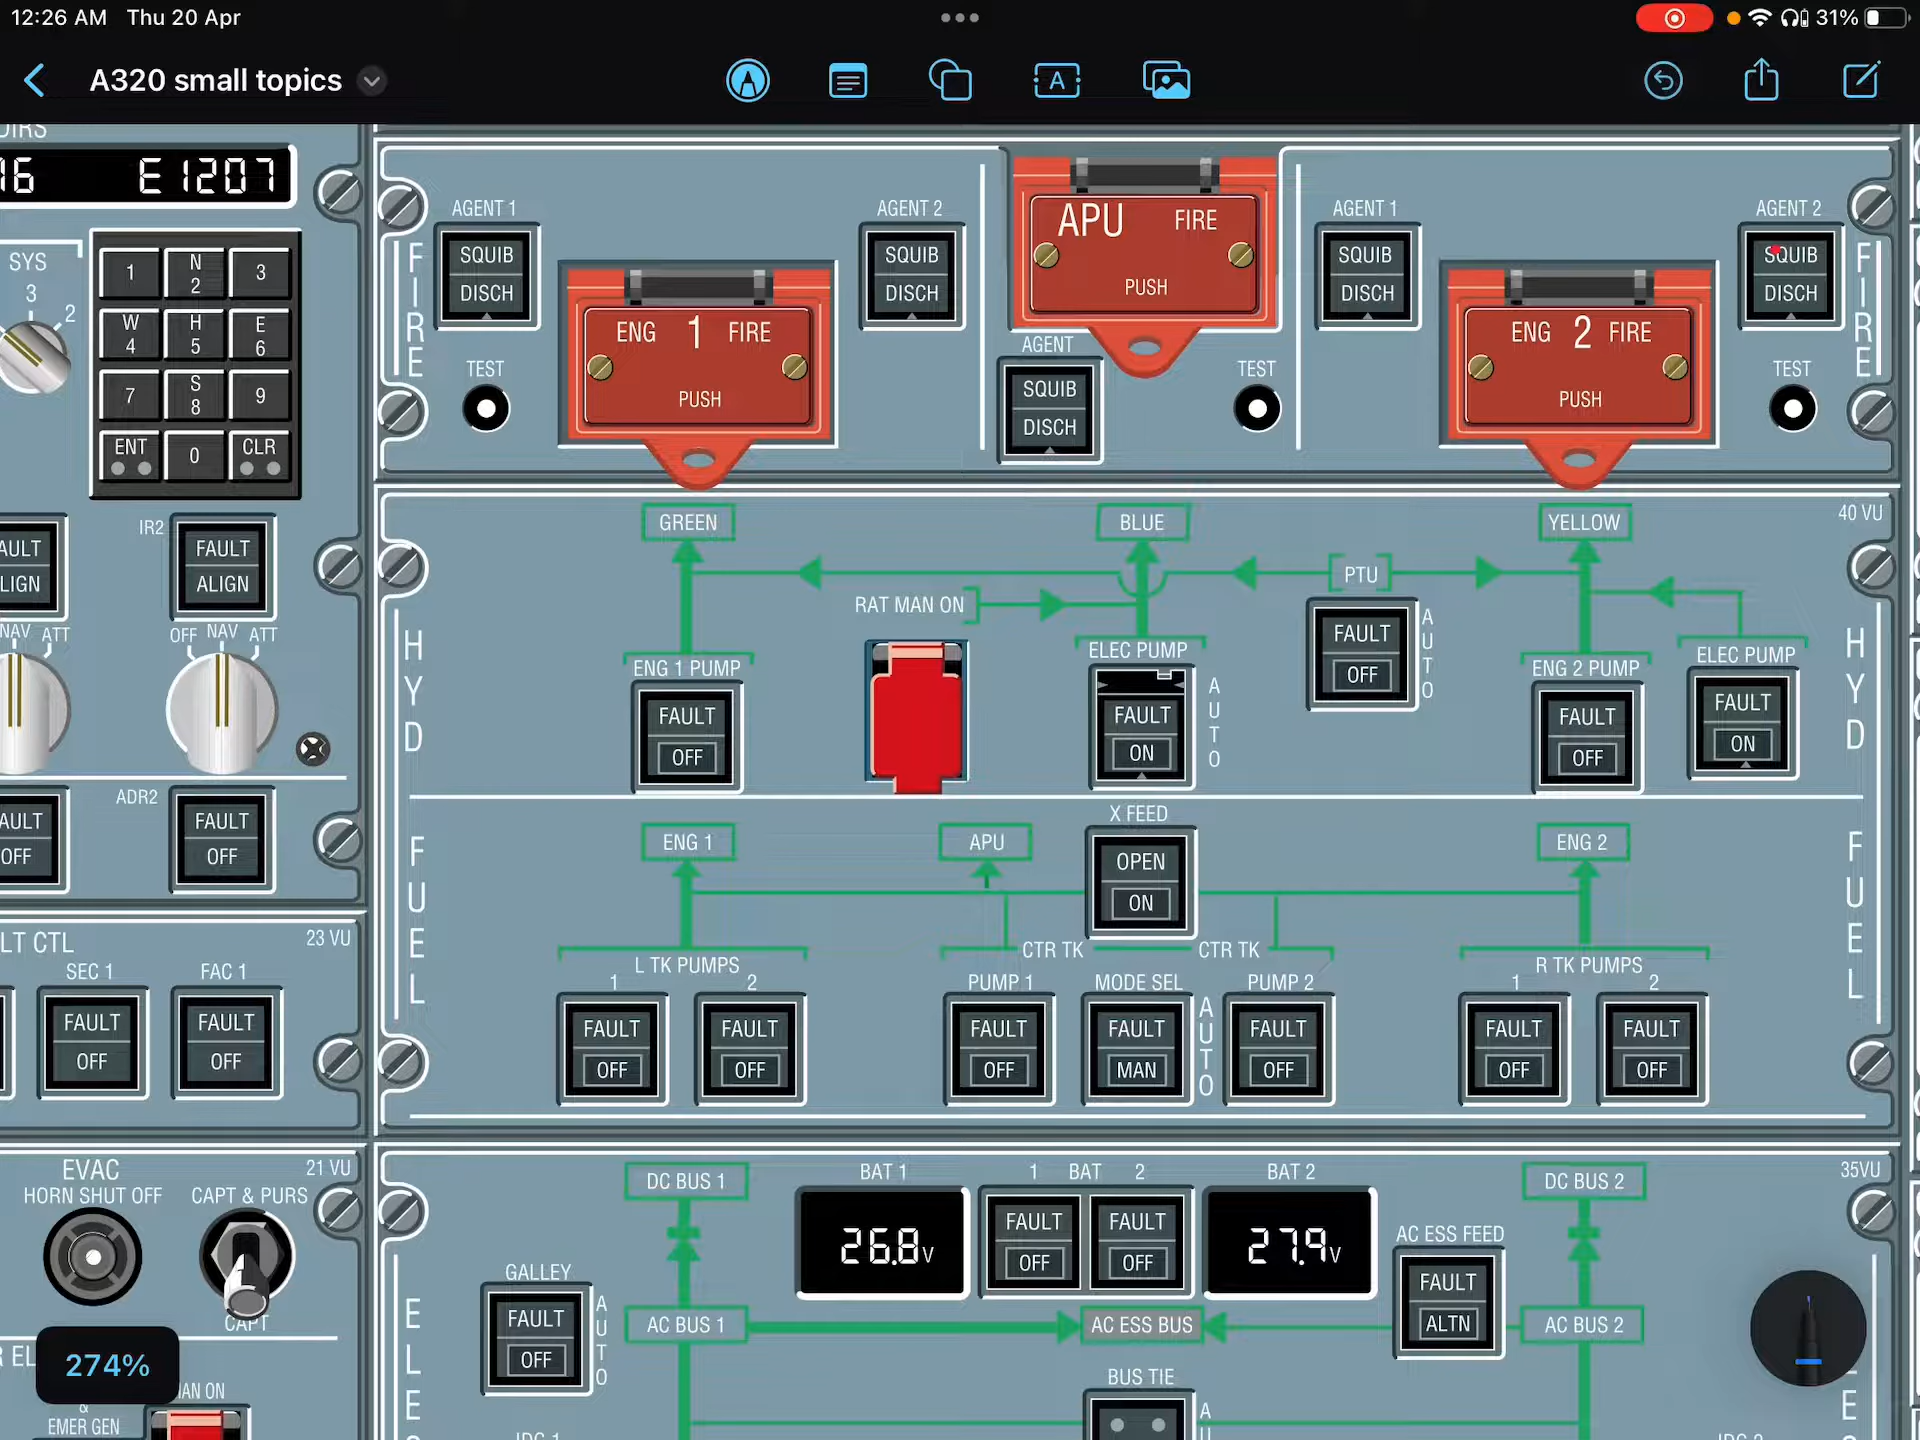 12:26 AM Thu 20 Apr
31%
A320 small topics
A
DIRS
16 E1207
SYS
3
2
1
N
2
3
W
4
H
5
E
6
7
S
8
9
ENT
0
CLR
IR2
FAULT
ALIGN
NAV ATT
OFF NAV ATT
ADR2
FAULT
OFF
LT CTL
23 VU
SEC 1
FAC 1
FAULT
OFF
FAULT
OFF
EVAC
21 VU
HORN SHUT OFF
CAPT & PURS
CAPT
R EL
274%
MAN ON
&
EMER GEN
FIRE
AGENT 1
SQUIB
DISCH
TEST
ENG 1 FIRE
PUSH
AGENT 2
SQUIB
DISCH
APU FIRE
PUSH
AGENT
SQUIB
DISCH
TEST
AGENT 1
SQUIB
DISCH
ENG 2 FIRE
PUSH
AGENT 2
SQUIB
DISCH
TEST
FIRE
GREEN
BLUE
YELLOW
40 VU
PTU
RAT MAN ON
HYD
ENG 1 PUMP
FAULT
OFF
ELEC PUMP
FAULT
ON
AUTO
FAULT
OFF
AUTO
ENG 2 PUMP
FAULT
OFF
ELEC PUMP
FAULT
ON
HYD
FUEL
ENG 1
APU
X FEED
OPEN
ON
ENG 2
FUEL
L TK PUMPS
1
2
FAULT
OFF
FAULT
OFF
CTR TK
CTR TK
PUMP 1
MODE SEL
PUMP 2
FAULT
OFF
FAULT
MAN
AUTO
FAULT
OFF
R TK PUMPS
1
2
FAULT
OFF
FAULT
OFF
DC BUS 1
BAT 1
1 BAT 2
BAT 2
DC BUS 2
35VU
26.8V
FAULT
OFF
FAULT
OFF
27.9V
AC ESS FEED
FAULT
ALTN
GALLEY
FAULT
OFF
AUTO
AC BUS 1
AC ESS BUS
AC BUS 2
BUS TIE
ELE